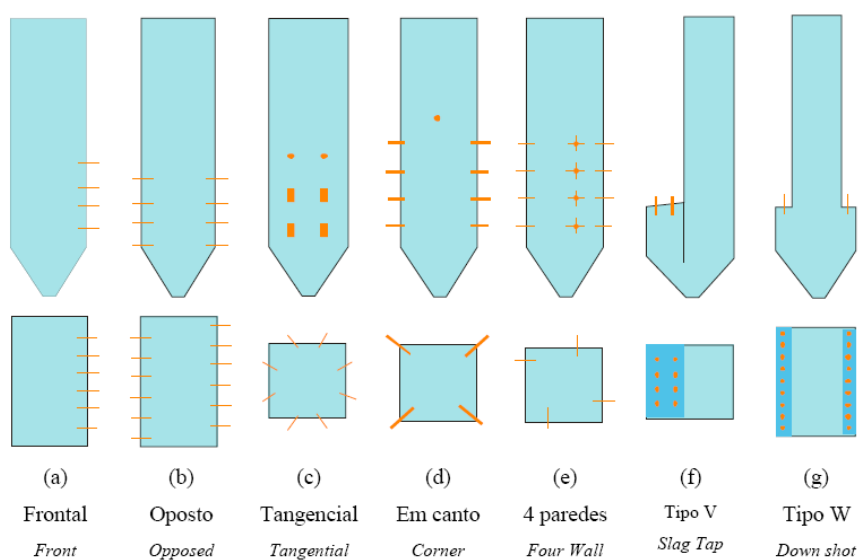 (a) (b) (c) (d) (e) (f) (g)
Frontal Oposto Tangencial Em canto 4 paredes Tipo V Tipo W
Front Opposed Tangential Corner Four Wall Slag Tap Down shot